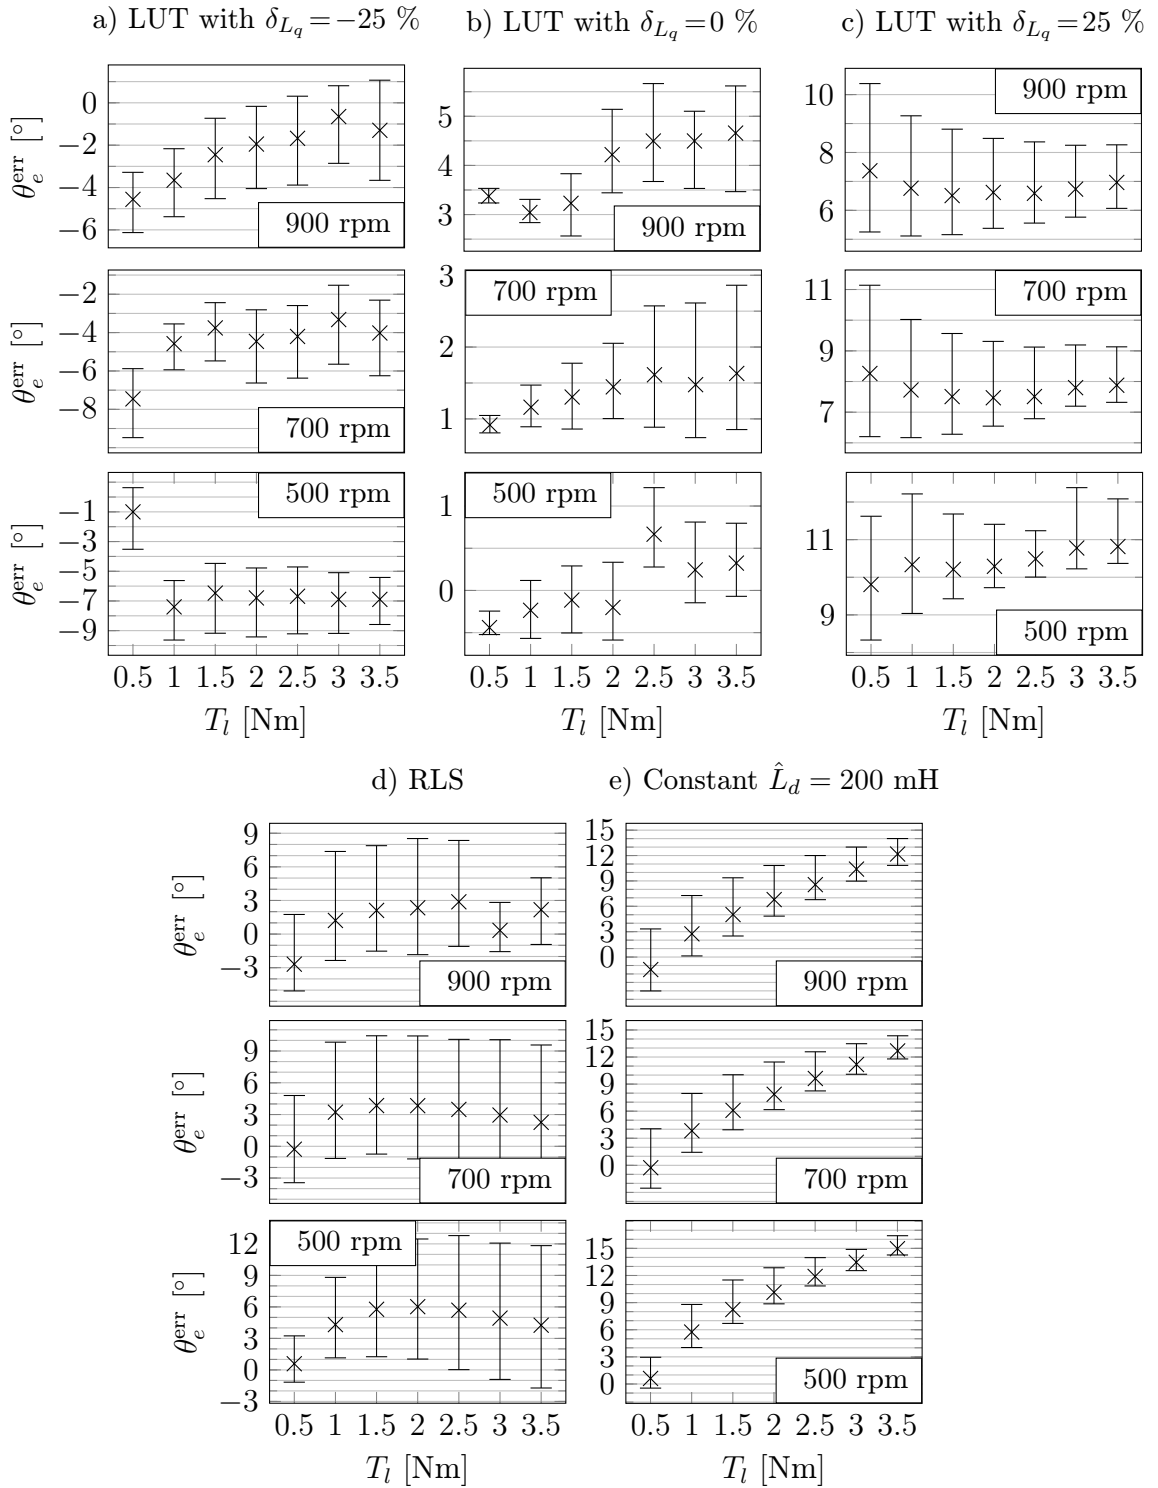 a) LUT with δ_{L_q} = −25 %
b) LUT with δ_{L_q} = 0 %
c) LUT with δ_{L_q} = 25 %
θ_e^{err} [°]
0
−2
−4
−6
900 rpm
5
4
3
900 rpm
10
8
6
900 rpm
θ_e^{err} [°]
−2
−4
−6
−8
700 rpm
3
2
1
700 rpm
11
9
7
700 rpm
θ_e^{err} [°]
−1
−3
−5
−7
−9
500 rpm
1
0
500 rpm
11
9
500 rpm
0.5 1 1.5 2 2.5 3 3.5
0.5 1 1.5 2 2.5 3 3.5
0.5 1 1.5 2 2.5 3 3.5
T_l [Nm]
T_l [Nm]
T_l [Nm]
d) RLS
e) Constant L̂_d = 200 mH
θ_e^{err} [°]
9
6
3
0
−3
900 rpm
15
12
9
6
3
0
900 rpm
θ_e^{err} [°]
9
6
3
0
−3
700 rpm
15
12
9
6
3
0
700 rpm
θ_e^{err} [°]
12
9
6
3
0
−3
500 rpm
15
12
9
6
3
0
500 rpm
0.5 1 1.5 2 2.5 3 3.5
0.5 1 1.5 2 2.5 3 3.5
T_l [Nm]
T_l [Nm]